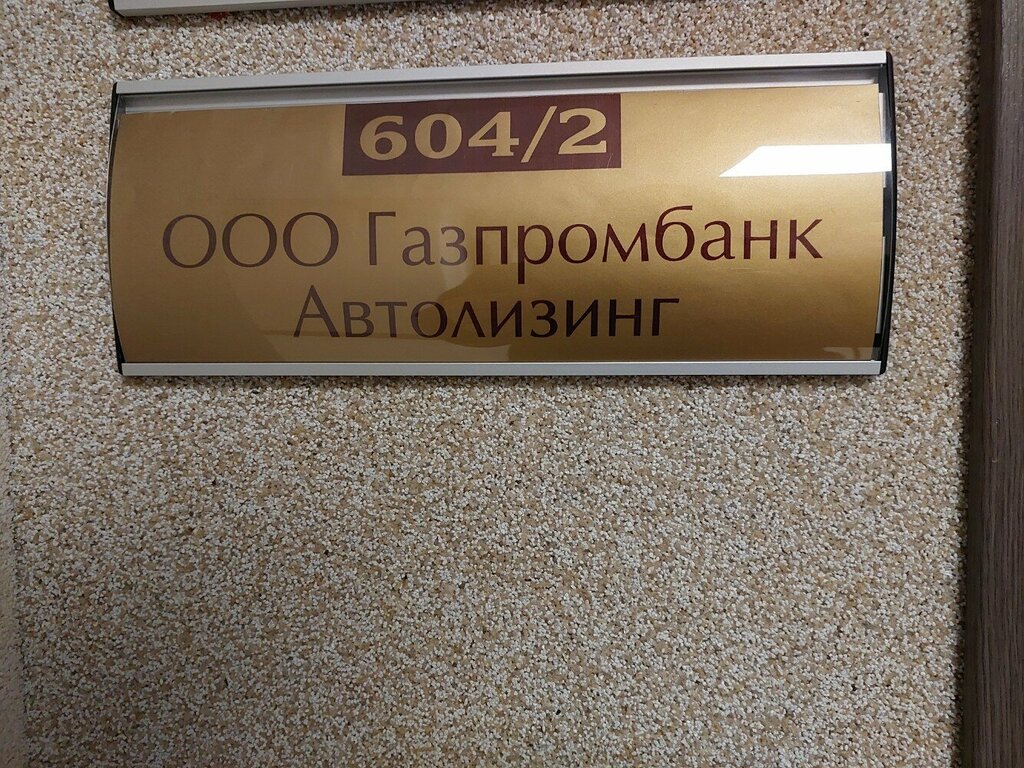 604/2
ООО Газпромбанк
Автолизинг